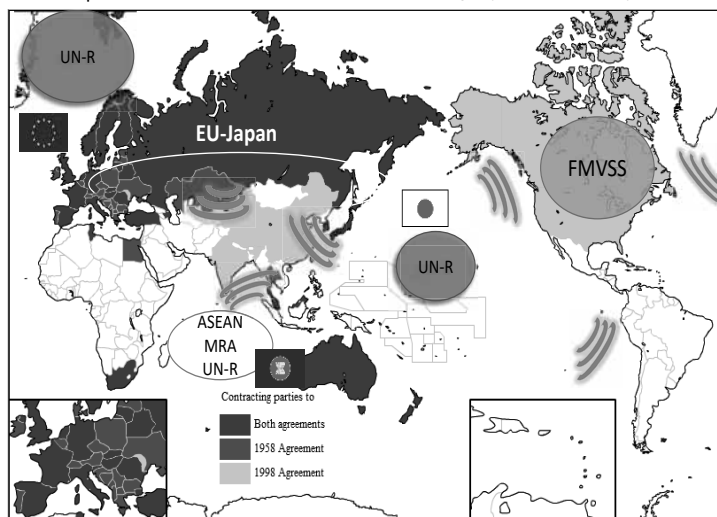 UN-R
EU-Japan
FMVSS
UN-R
ASEAN
MRA
UN-R
Contracting parties to
Both agreements
1958 Agreement
1998 Agreement